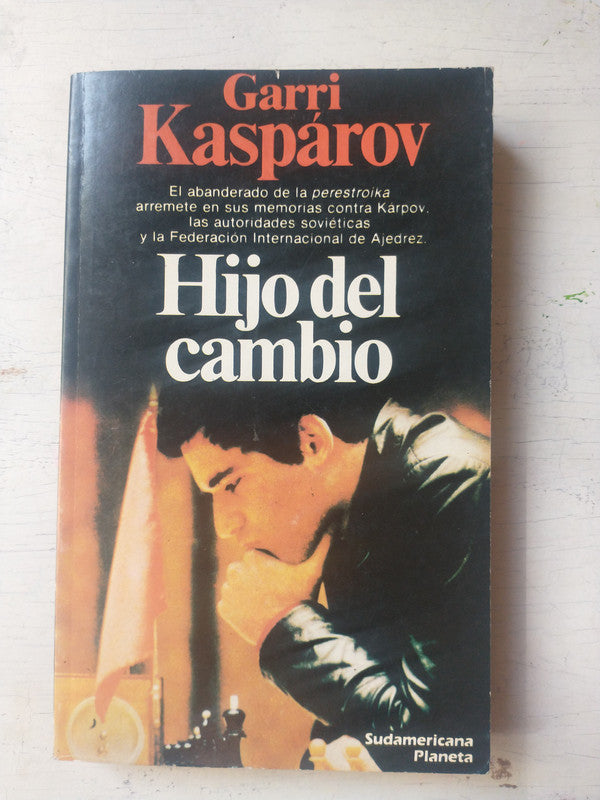 Garri
Kaspárov
El abanderado de la perestroika
arremete en sus memorias contra Kárpov,
las autoridades soviéticas
y la Federación Internacional de Ajedrez.
Hijo del
cambio
Sudamericana
Planeta